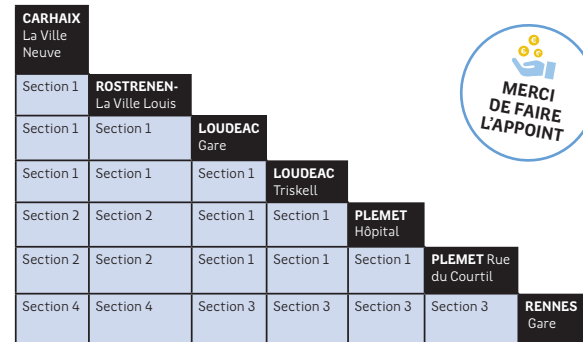 CARHAIX
La Ville
Neuve
Section 1 ROSTRENEN-
La Ville Louis
Section 1 Section 1 LOUDEAC
Gare
Section 1 Section 1 Section 1 LOUDEAC
Triskell
Section 2 Section 2 Section 1 Section 1 PLEMET
Hôpital
Section 2 Section 2 Section 1 Section 1 Section 1 PLEMET Rue
du Courtil
Section 4 Section 4 Section 3 Section 3 Section 3 Section 3 RENNES
Gare
€
€ €
MERCI
DE FAIRE
L'APPOINT